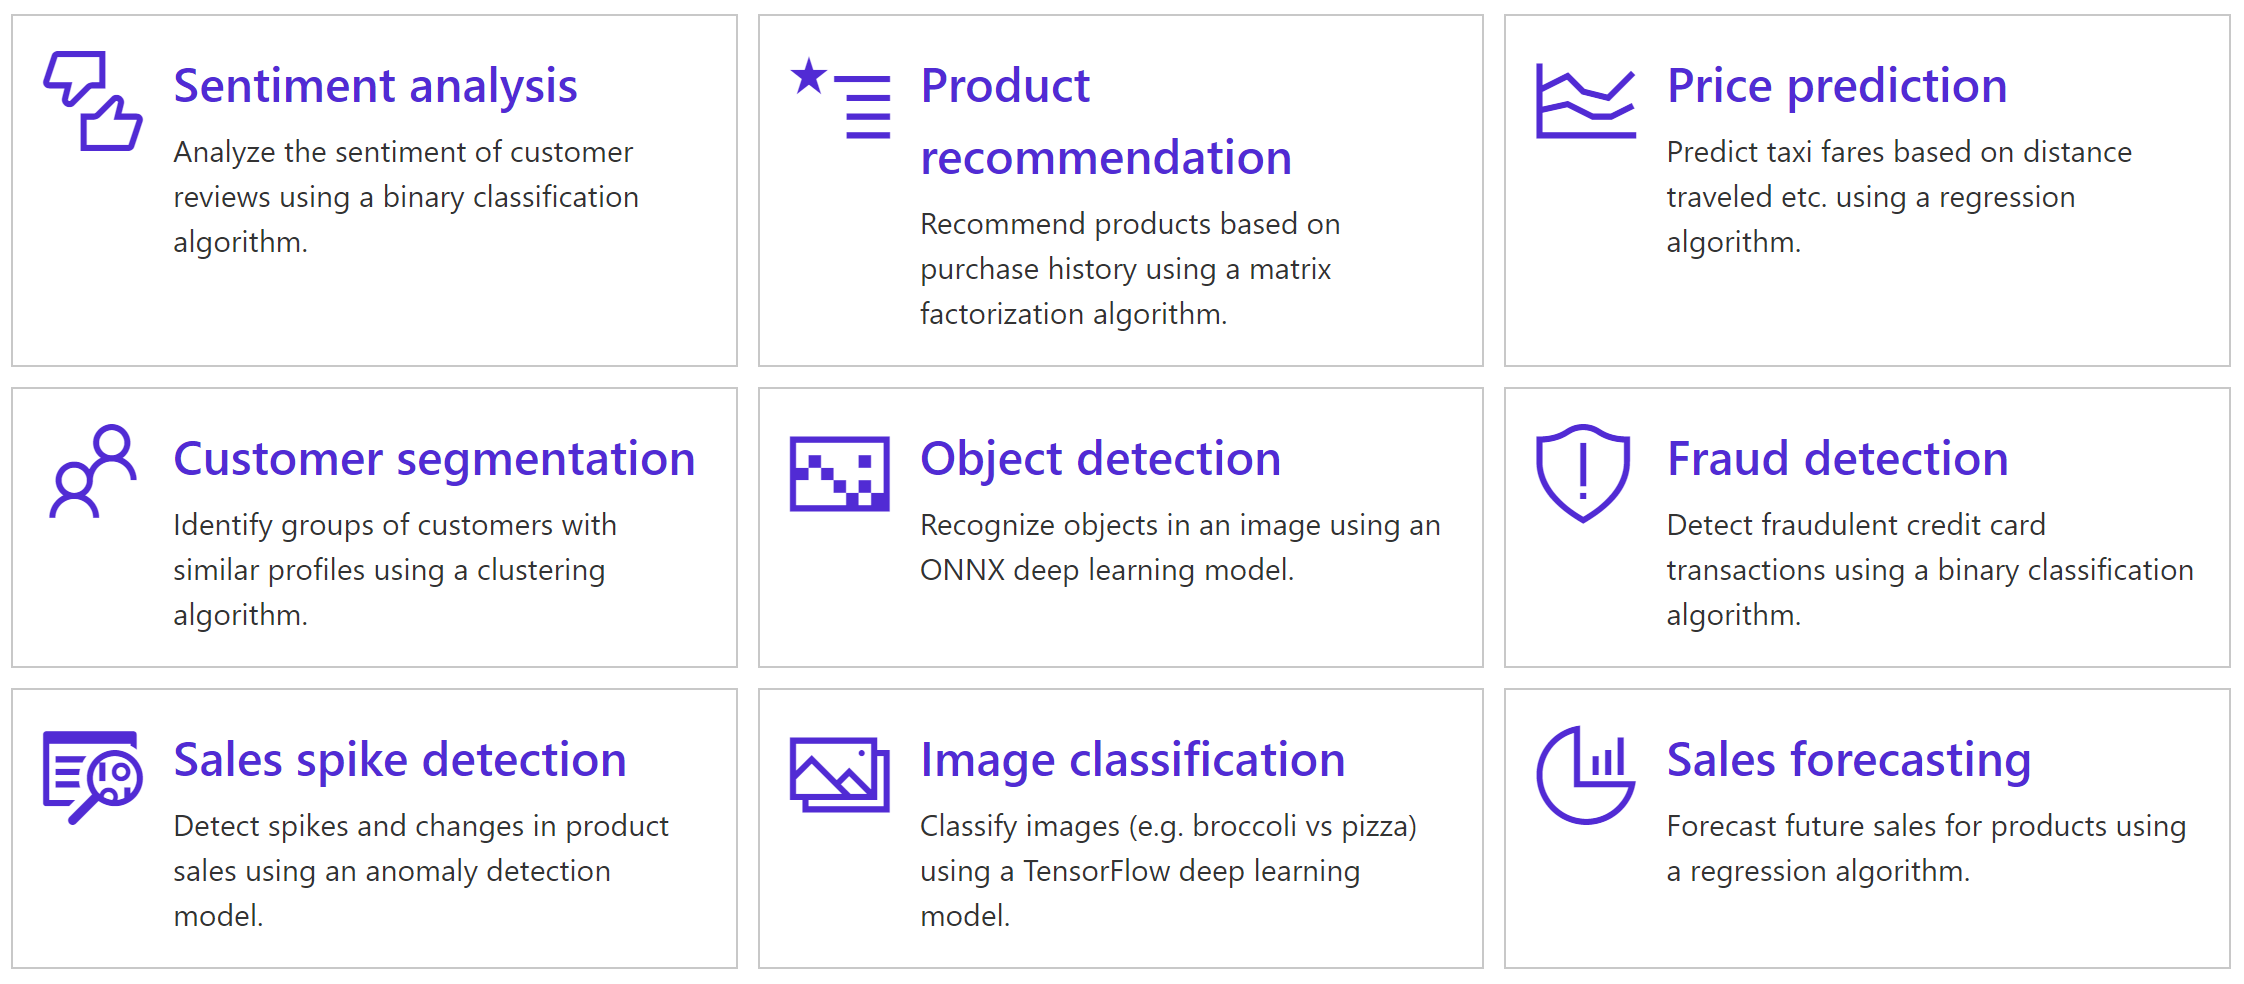 Sentiment analysis
Analyze the sentiment of customer
reviews using a binary classification
algorithm.
Product
recommendation
Recommend products based on
purchase history using a matrix
factorization algorithm.
Price prediction
Predict taxi fares based on distance
traveled etc. using a regression
algorithm.
Customer segmentation
Identify groups of customers with
similar profiles using a clustering
algorithm.
Object detection
Recognize objects in an image using an
ONNX deep learning model.
Fraud detection
Detect fraudulent credit card
transactions using a binary classification
algorithm.
Sales spike detection
Detect spikes and changes in product
sales using an anomaly detection
model.
Image classification
Classify images (e.g. broccoli vs pizza)
using a TensorFlow deep learning
model.
Sales forecasting
Forecast future sales for products using
a regression algorithm.